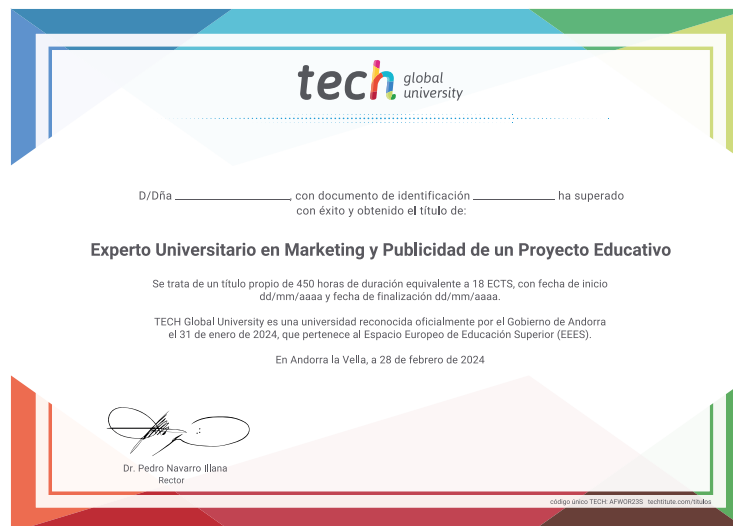 tech global university
D/Dña ______________, con documento de identificación __________ ha superado
con éxito y obtenido el título de:
Experto Universitario en Marketing y Publicidad de un Proyecto Educativo
Se trata de un título propio de 450 horas de duración equivalente a 18 ECTS, con fecha de inicio
dd/mm/aaaa y fecha de finalización dd/mm/aaaa.
TECH Global University es una universidad reconocida oficialmente por el Gobierno de Andorra
el 31 de enero de 2024, que pertenece al Espacio Europeo de Educación Superior (EEES).
En Andorra la Vella, a 28 de febrero de 2024
Dr. Pedro Navarro Illana
Rector
código único TECH: AFWOR23S techtitute.com/titulos